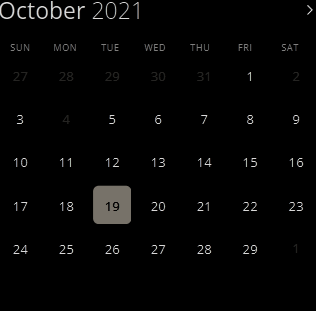 October 2021
SUN MON TUE WED THU FRI SAT
27 28 29 30 31 1 2
3 4 5 6 7 8 9
10 11 12 13 14 15 16
17 18 19 20 21 22 23
24 25 26 27 28 29 1